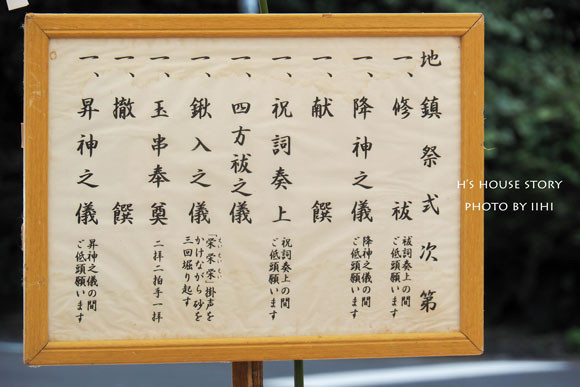 地鎮祭式次第
一、修祓
祓詞奏上の間
ご低頭願います
一、降神之儀
降神之儀の間
ご低頭願います
一、献饌
一、祝詞奏上
祝詞奏上の間
ご低頭願います
一、四方祓之儀
一、鍬入之儀
「栄、栄、栄」掛声を
かけながら砂を
三回堀り起す
一、玉串奉奠
二拝二拍手一拝
一、撤饌
一、昇神之儀
昇神之儀の間
ご低頭願います
H'S HOUSE STORY
PHOTO BY IIHI